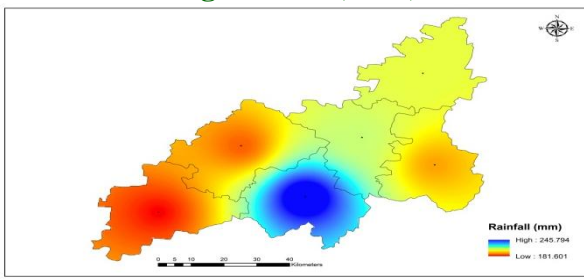 N
W E
S
Rainfall (mm)
High : 245.794
Low : 181.601
0 5 10 20 30 40
Kilometers